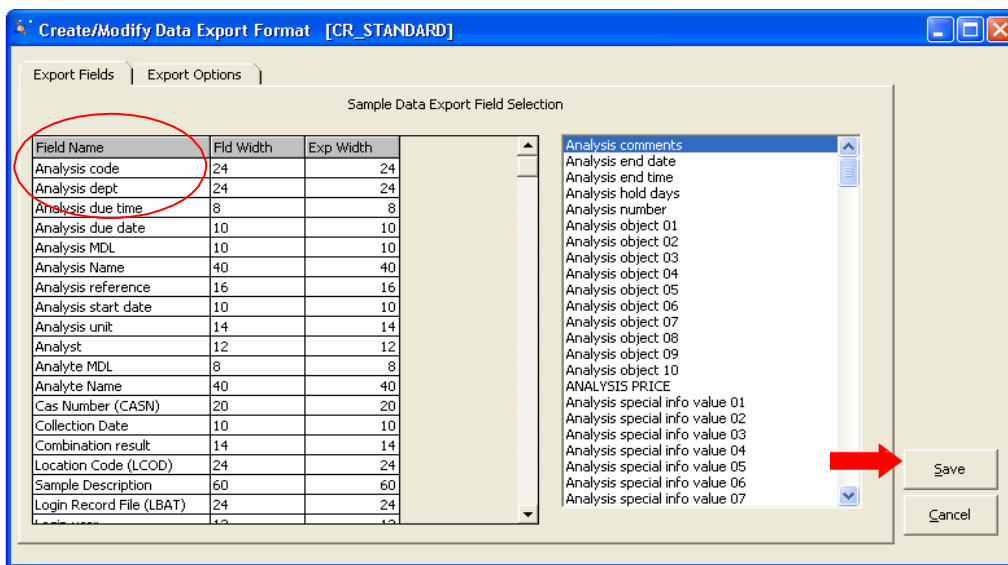 Create/Modify Data Export Format [CR_STANDARD]
Export Fields Export Options
Sample Data Export Field Selection
Field Name Fld Width Exp Width
Analysis code 24 24
Analysis dept 24 24
Analysis due time 8 8
Analysis due date 10 10
Analysis MDL 10 10
Analysis Name 40 40
Analysis reference 16 16
Analysis start date 10 10
Analysis unit 14 14
Analyst 12 12
Analyte MDL 8 8
Analyte Name 40 40
Cas Number (CASN) 20 20
Collection Date 10 10
Combination result 14 14
Location Code (LCOD) 24 24
Sample Description 60 60
Login Record File (LBAT) 24 24
Analysis comments
Analysis end date
Analysis end time
Analysis hold days
Analysis number
Analysis object 01
Analysis object 02
Analysis object 03
Analysis object 04
Analysis object 05
Analysis object 06
Analysis object 07
Analysis object 08
Analysis object 09
Analysis object 10
ANALYSIS PRICE
Analysis special info value 01
Analysis special info value 02
Analysis special info value 03
Analysis special info value 04
Analysis special info value 05
Analysis special info value 06
Analysis special info value 07
Save
Cancel